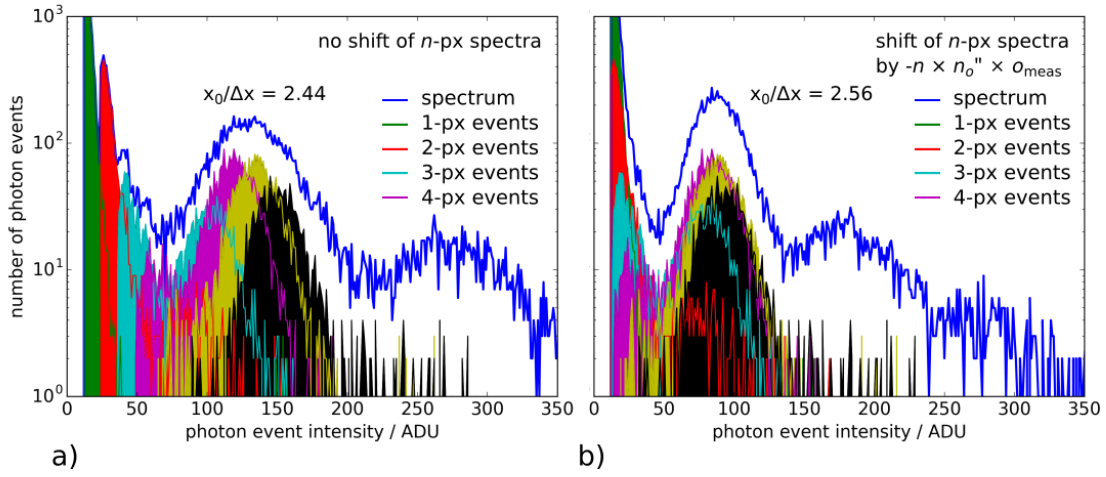 no shift of n-px spectra
x₀/Δx = 2.44
spectrum
1-px events
2-px events
3-px events
4-px events
number of photon events
10³
10²
10¹
10⁰
0 50 100 150 200 250 300 350
photon event intensity / ADU
a)
shift of n-px spectra
by -n × nₒ" × oₘₑₐₛ
x₀/Δx = 2.56
spectrum
1-px events
2-px events
3-px events
4-px events
0 50 100 150 200 250 300 350
photon event intensity / ADU
b)